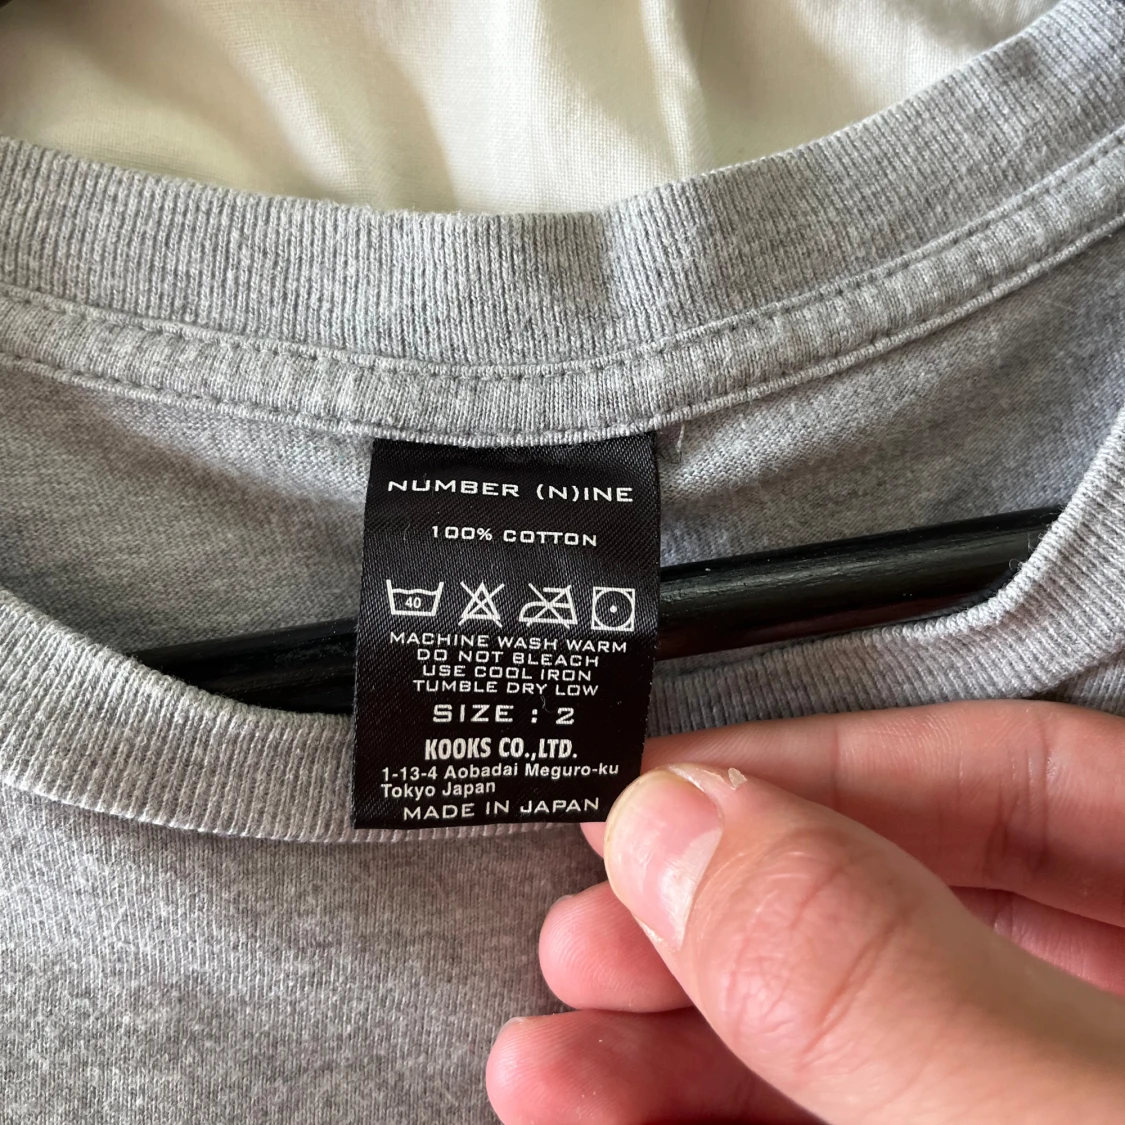 NUMBER (N)INE
100% COTTON
40
MACHINE WASH WARM
DO NOT BLEACH
USE COOL IRON
TUMBLE DRY LOW
SIZE : 2
KOOKS CO.,LTD.
1-13-4 Aobadai Meguro-ku
Tokyo Japan
MADE IN JAPAN